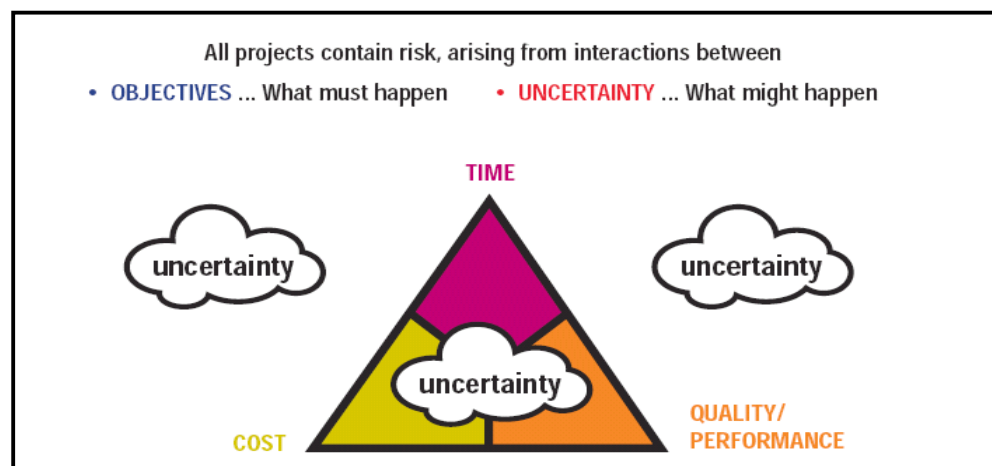 All projects contain risk, arising from interactions between
• OBJECTIVES ... What must happen • UNCERTAINTY ... What might happen
TIME
uncertainty
uncertainty
uncertainty
COST
QUALITY/
PERFORMANCE